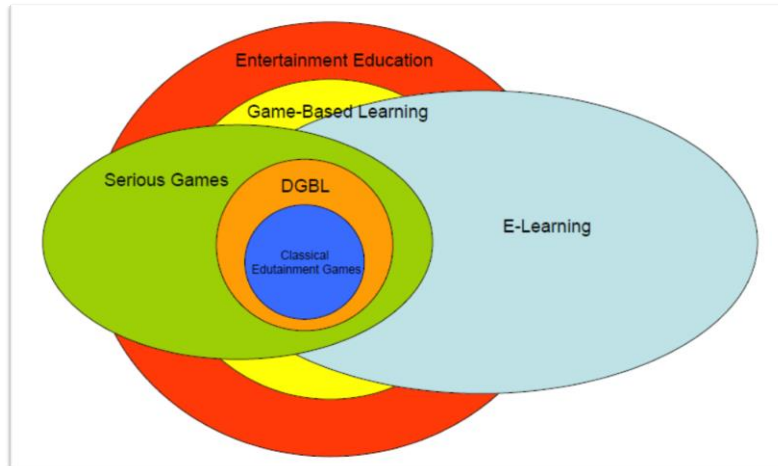 Entertainment Education
Game-Based Learning
Serious Games
DGBL
E-Learning
Classical
Edutainment Games